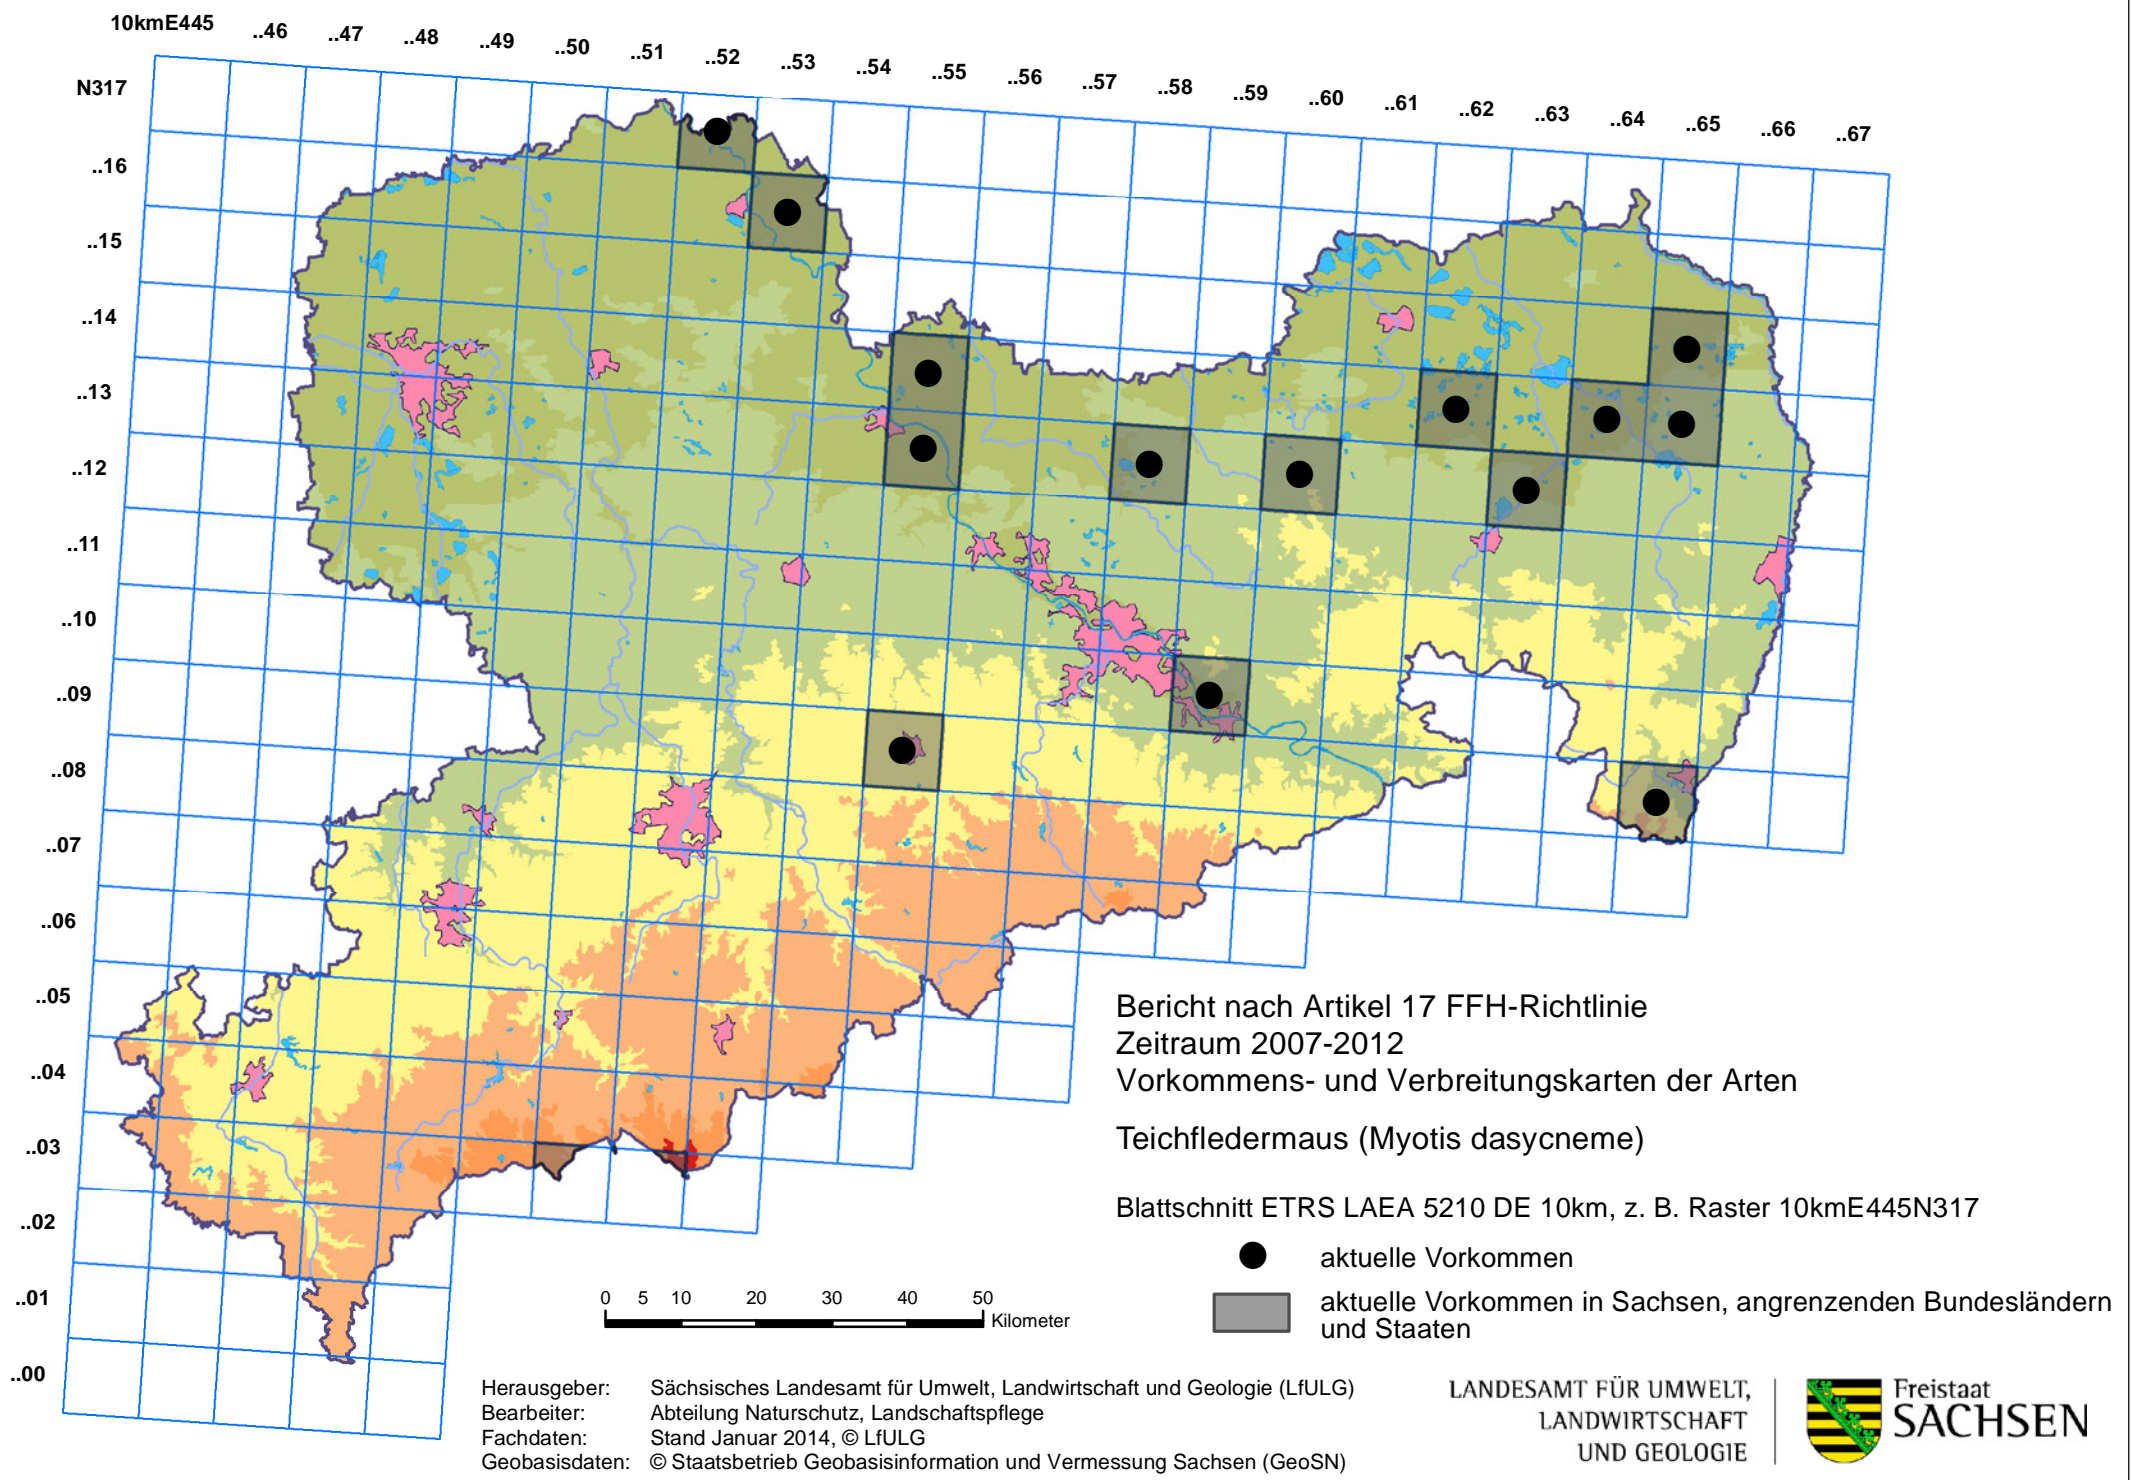 10kmE445 ..46 ..47 ..48 ..49 ..50 ..51 ..52 ..53 ..54 ..55 ..56 ..57 ..58 ..59 ..60 ..61 ..62 ..63 ..64 ..65 ..66 ..67
N317
..16
..15
..14
..13
..12
..11
..10
..09
..08
..07
..06
..05
..04
..03
..02
..01
..00
Bericht nach Artikel 17 FFH-Richtlinie
Zeitraum 2007-2012
Vorkommens- und Verbreitungskarten der Arten
Teichfledermaus (Myotis dasycneme)
Blattschnitt ETRS LAEA 5210 DE 10km, z. B. Raster 10kmE445N317
aktuelle Vorkommen
aktuelle Vorkommen in Sachsen, angrenzenden Bundesländern
und Staaten
0 5 10 20 30 40 50
Kilometer
Herausgeber: Sächsisches Landesamt für Umwelt, Landwirtschaft und Geologie (LfULG)
Bearbeiter: Abteilung Naturschutz, Landschaftspflege
Fachdaten: Stand Januar 2014, © LfULG
Geobasisdaten: © Staatsbetrieb Geobasisinformation und Vermessung Sachsen (GeoSN)
LANDESAMT FÜR UMWELT,
LANDWIRTSCHAFT
UND GEOLOGIE
Freistaat
SACHSEN